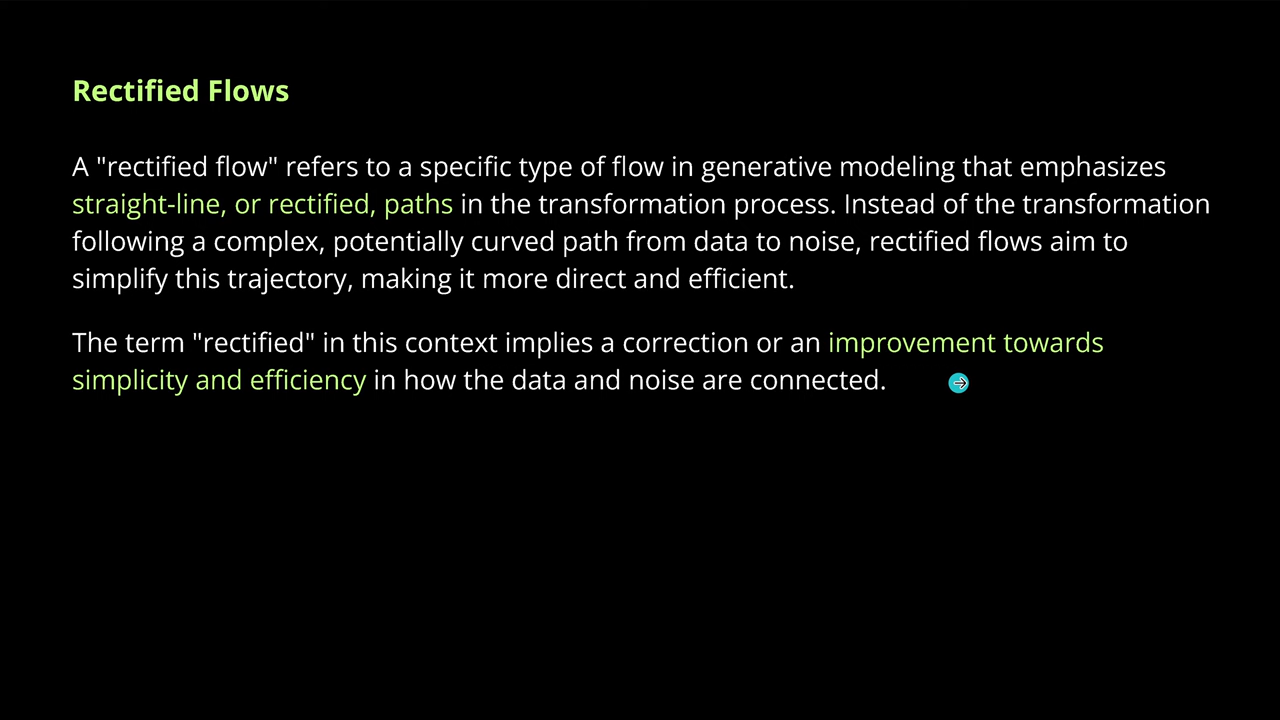 Rectified Flows
A "rectified flow" refers to a specific type of flow in generative modeling that emphasizes
straight-line, or rectified, paths in the transformation process. Instead of the transformation
following a complex, potentially curved path from data to noise, rectified flows aim to
simplify this trajectory, making it more direct and efficient.
The term "rectified" in this context implies a correction or an improvement towards
simplicity and efficiency in how the data and noise are connected.